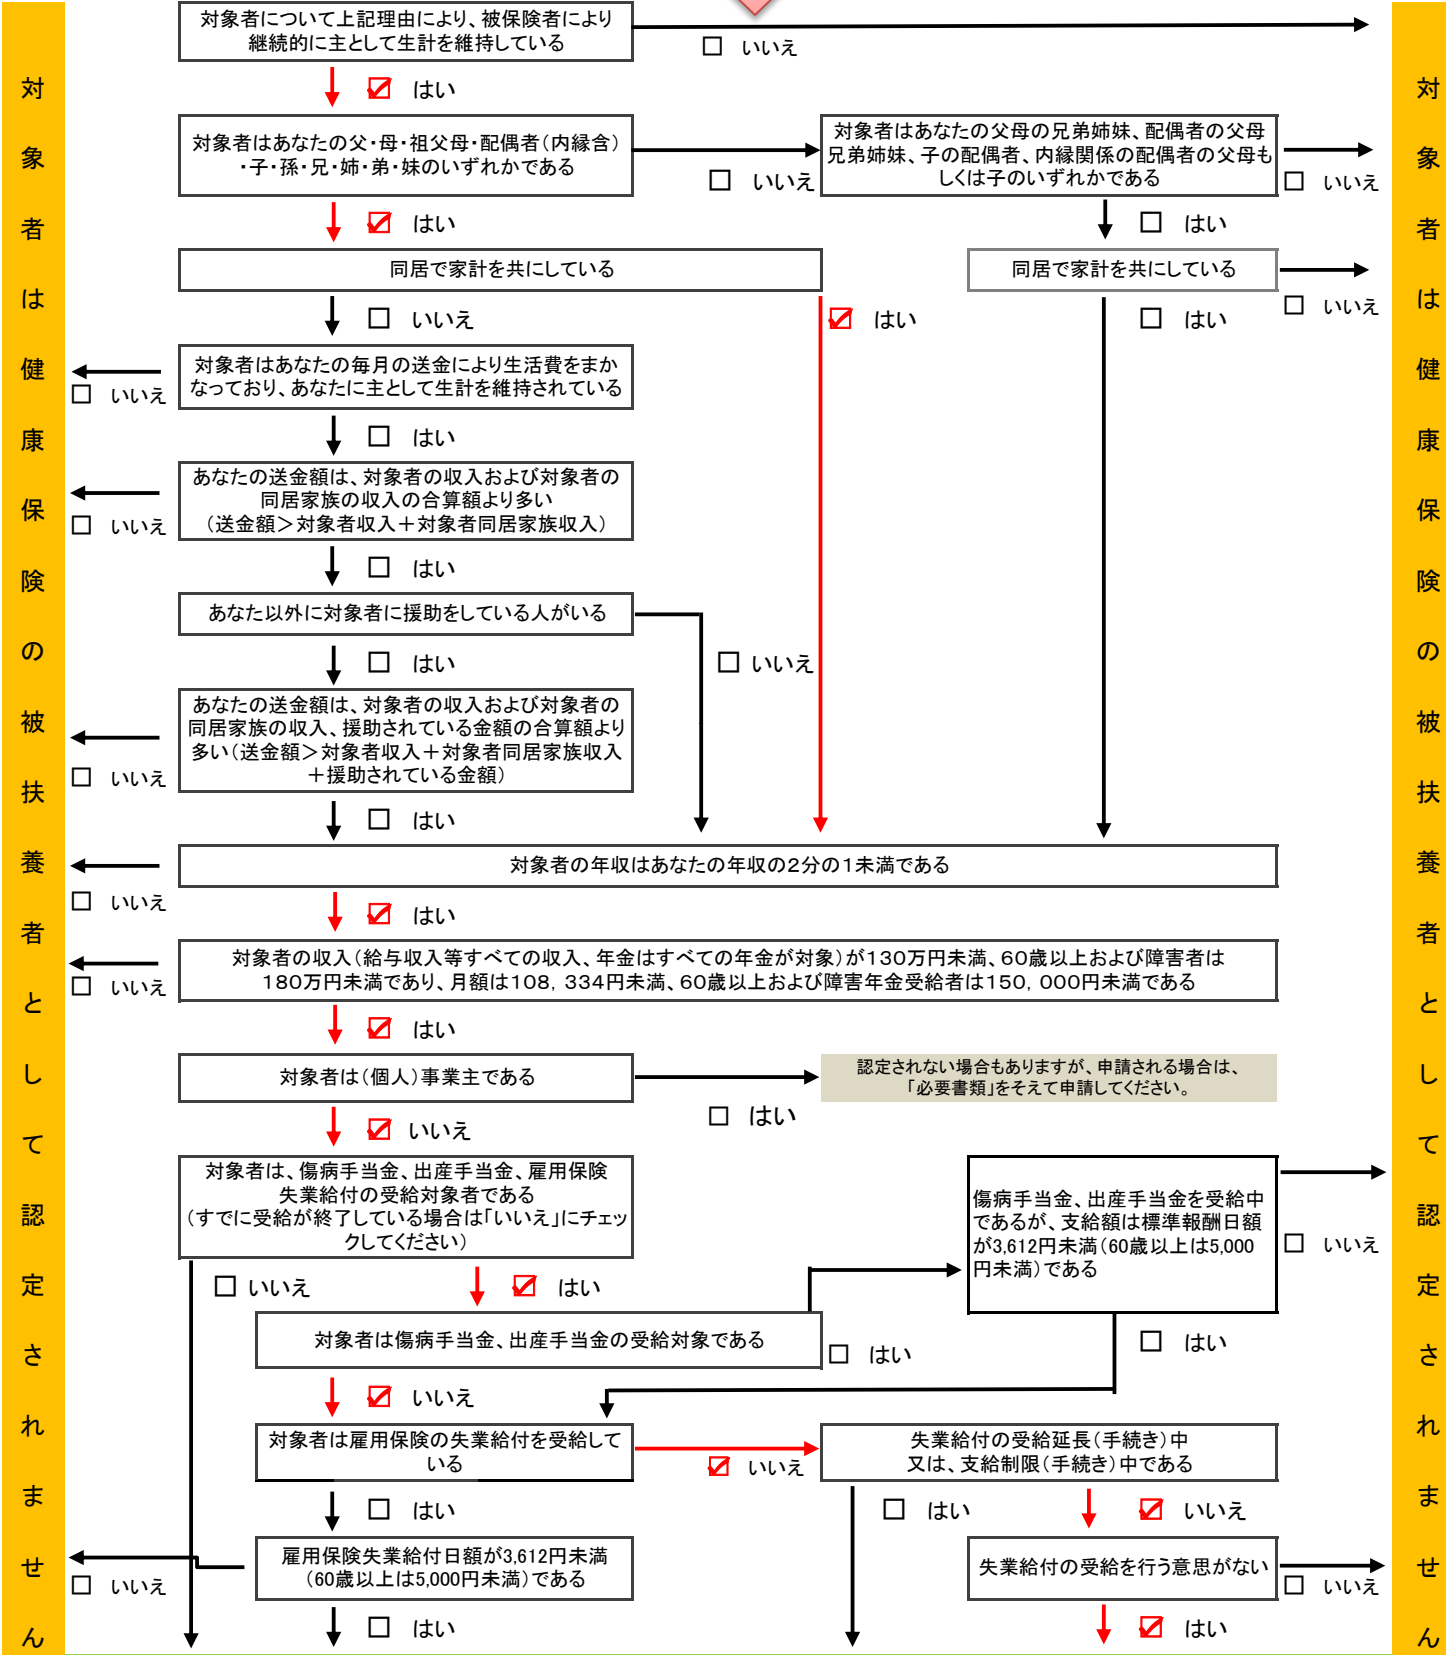 対象者は健康保険の被扶養者として認定されません
対象者について上記理由により、被保険者により
継続的に主として生計を維持している
□ いいえ
☑ はい
対象者はあなたの父・母・祖父母・配偶者(内縁含)
・子・孫・兄・姉・弟・妹のいずれかである
□ いいえ
対象者はあなたの父母の兄弟姉妹、配偶者の父母
兄弟姉妹、子の配偶者、内縁関係の配偶者の父母も
しくは子のいずれかである
□ いいえ
☑ はい
□ はい
同居で家計を共にしている
同居で家計を共にしている
□ いいえ
□ いいえ
☑ はい
□ はい
対象者はあなたの毎月の送金により生活費をまか
なっており、あなたに主として生計を維持されている
□ いいえ
□ はい
あなたの送金額は、対象者の収入および対象者の
同居家族の収入の合算額より多い
(送金額>対象者収入+対象者同居家族収入)
□ いいえ
□ はい
あなた以外に対象者に援助をしている人がいる
□ はい
□ いいえ
あなたの送金額は、対象者の収入および対象者の
同居家族の収入、援助されている金額の合算額より
多い(送金額>対象者収入+対象者同居家族収入
+援助されている金額)
□ いいえ
□ はい
対象者の年収はあなたの年収の2分の1未満である
□ いいえ
☑ はい
対象者の収入(給与収入等すべての収入、年金はすべての年金が対象)が130万円未満、60歳以上および障害者は
180万円未満であり、月額は108,334円未満、60歳以上および障害年金受給者は150,000円未満である
□ いいえ
☑ はい
対象者は(個人)事業主である
認定されない場合もありますが、申請される場合は、
「必要書類」をそえて申請してください。
□ はい
☑ いいえ
対象者は、傷病手当金、出産手当金、雇用保険
失業給付の受給対象者である
(すでに受給が終了している場合は「いいえ」にチェッ
クしてください)
傷病手当金、出産手当金を受給中
であるが、支給額は標準報酬日額
が3,612円未満(60歳以上は5,000
円未満)である
□ いいえ
□ いいえ
☑ はい
対象者は傷病手当金、出産手当金の受給対象である
□ はい
□ はい
☑ いいえ
対象者は雇用保険の失業給付を受給して
いる
☑ いいえ
失業給付の受給延長(手続き)中
又は、支給制限(手続き)中である
□ はい
□ はい
☑ いいえ
雇用保険失業給付日額が3,612円未満
(60歳以上は5,000円未満)である
□ いいえ
失業給付の受給を行う意思がない
□ いいえ
□ はい
☑ はい
対象者は健康保険の被扶養者として認定されません